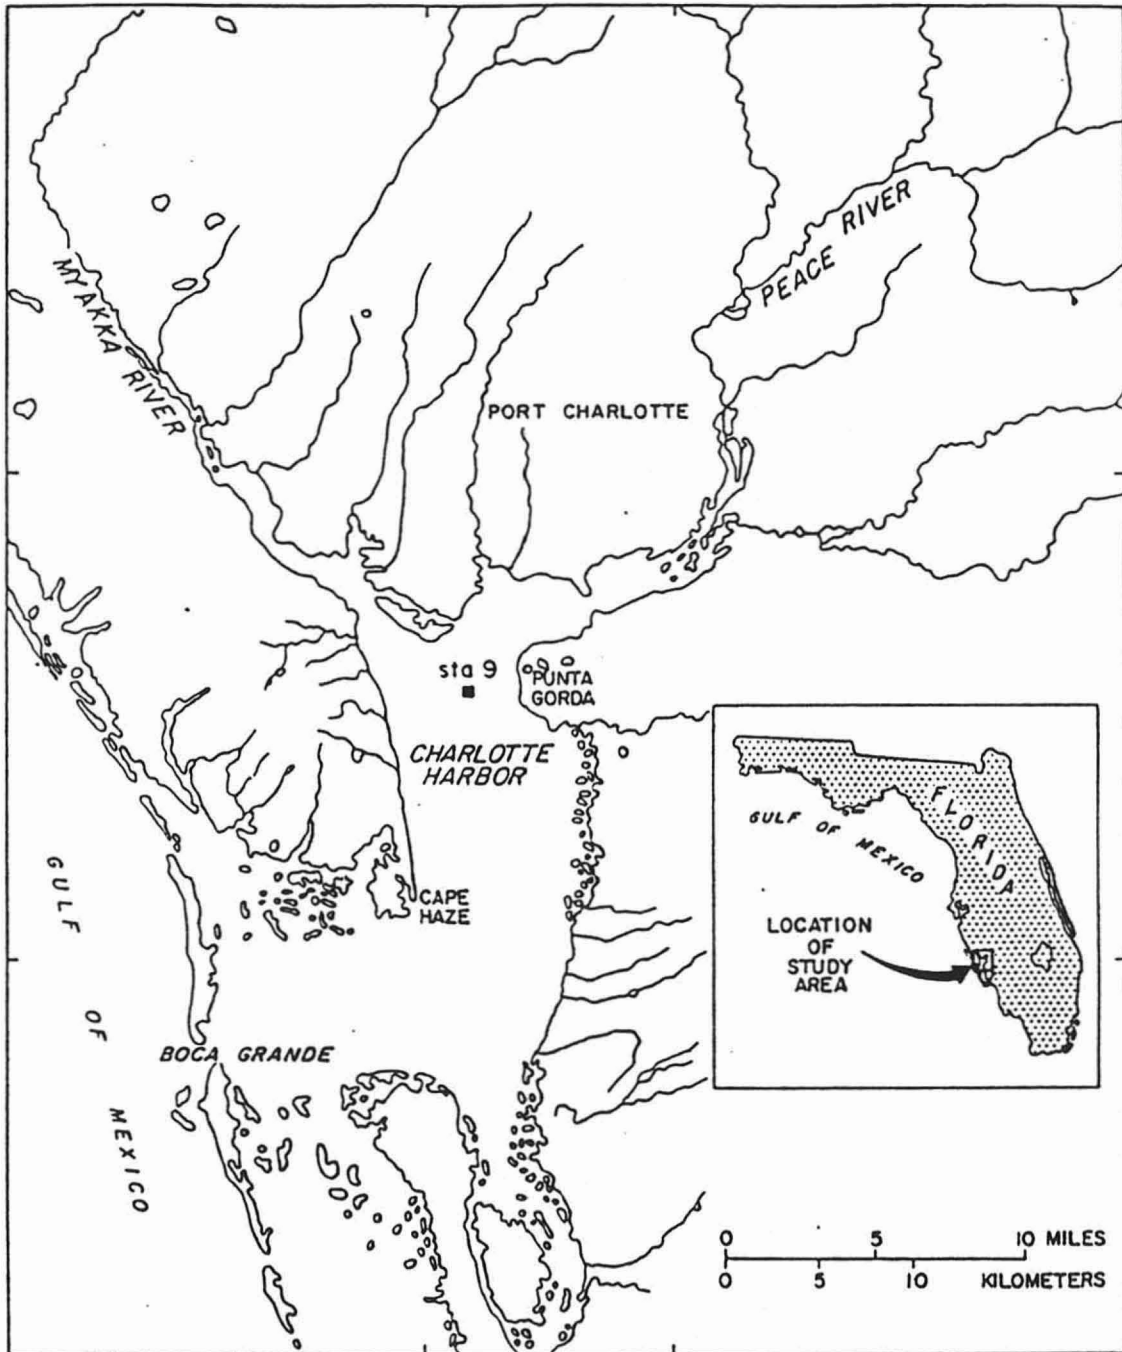 PEACE RIVER
MYAKKA RIVER
PORT CHARLOTTE
sta 9
PUNTA
GORDA
CHARLOTTE
HARBOR
CAPE
HAZE
GULF OF MEXICO
BOCA GRANDE
FLORIDA
GULF OF MEXICO
LOCATION
OF
STUDY
AREA
0 5 10 MILES
0 5 10 KILOMETERS